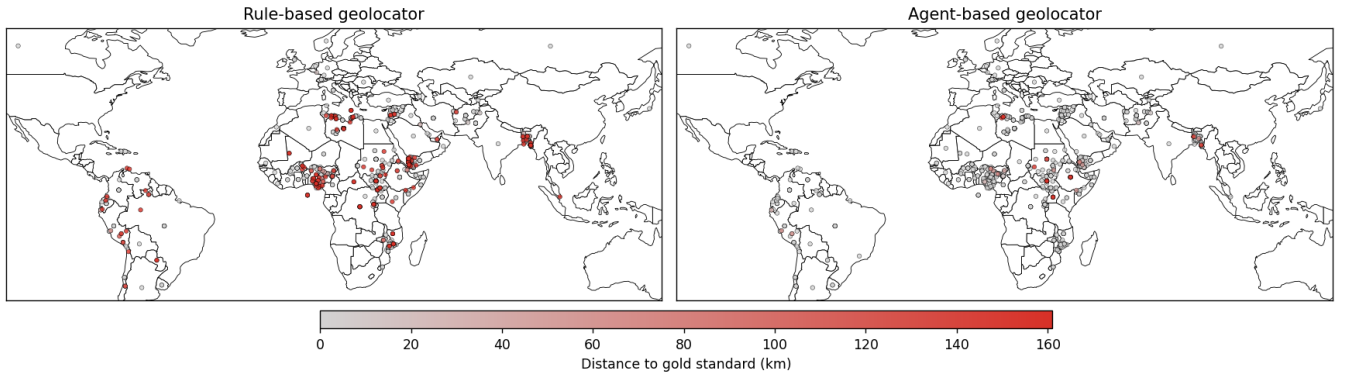 Rule-based geolocator
Agent-based geolocator
0 20 40 60 80 100 120 140 160
Distance to gold standard (km)